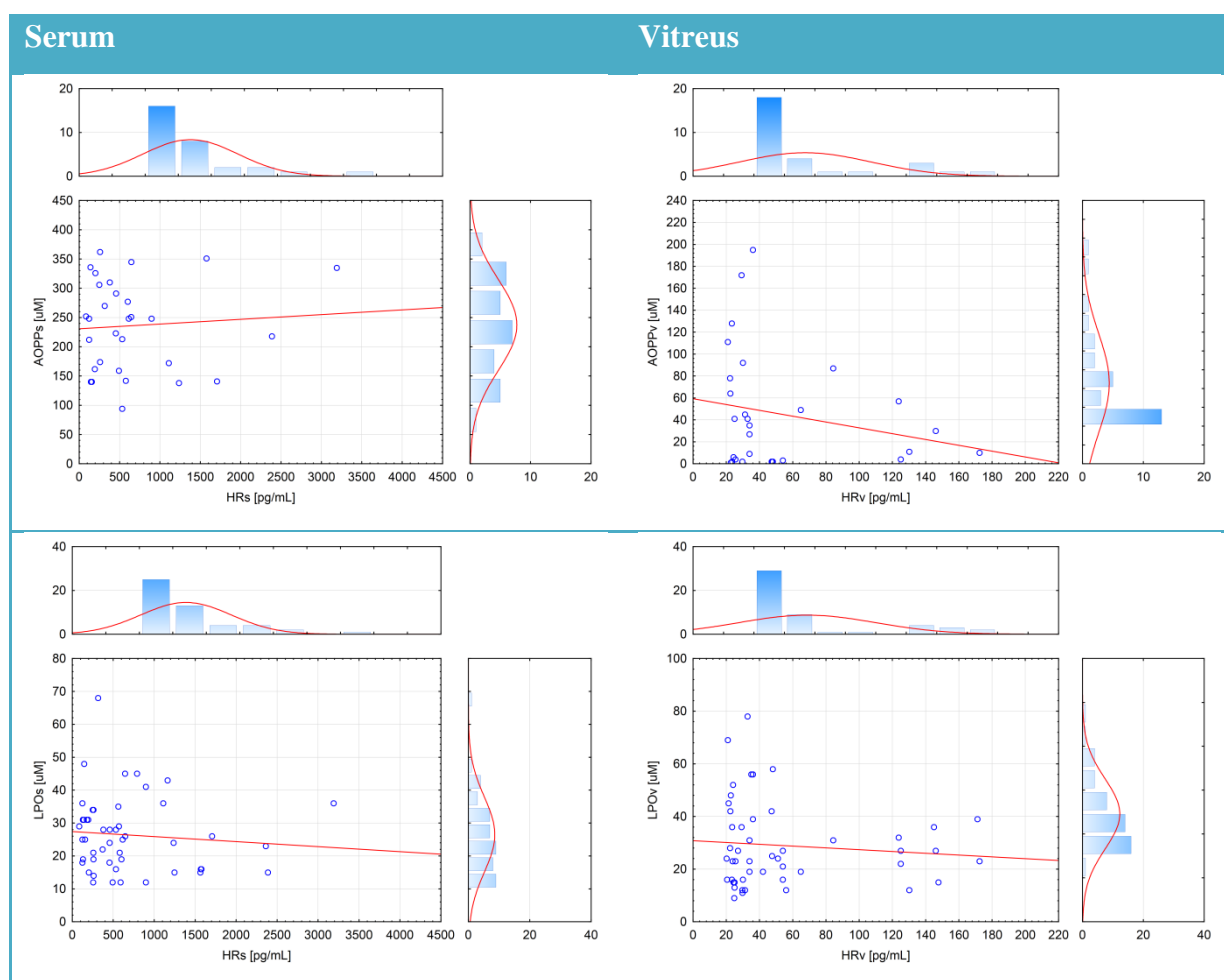 Serum Vitreus
20
10
0
450
400
350
300
250
200
150
100
50
0
AOPPs [uM]
0 500 1000 1500 2000 2500 3000 3500 4000 4500
HRs [pg/mL]
0 10 20
20
10
0
240
220
200
180
160
140
120
100
80
60
40
20
0
AOPPv [uM]
0 20 40 60 80 100 120 140 160 180 200 220
HRv [pg/mL]
0 10 20
40
20
0
80
70
60
50
40
30
20
10
0
LPOs [uM]
0 500 1000 1500 2000 2500 3000 3500 4000 4500
HRs [pg/mL]
0 20 40
40
20
0
100
80
60
40
20
0
LPOv [uM]
0 20 40 60 80 100 120 140 160 180 200 220
HRv [pg/mL]
0 20 40